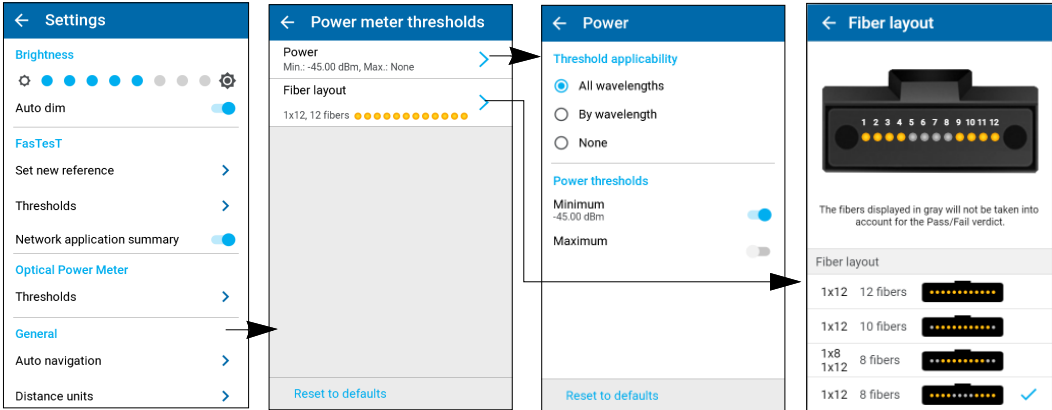 Settings
Brightness
Auto dim
FasTesT
Set new reference
Thresholds
Network application summary
Optical Power Meter
Thresholds
General
Auto navigation
Distance units
Power meter thresholds
Power
Min.: -45.00 dBm, Max.: None
Fiber layout
1x12, 12 fibers
Reset to defaults
Power
Threshold applicability
All wavelengths
By wavelength
None
Power thresholds
Minimum
-45.00 dBm
Maximum
Reset to defaults
Fiber layout
1 2 3 4 5 6 7 8 9 10 11 12
The fibers displayed in gray will not be taken into
account for the Pass/Fail verdict.
Fiber layout
1x12 12 fibers
1x12 10 fibers
1x8
1x12 8 fibers
1x12 8 fibers